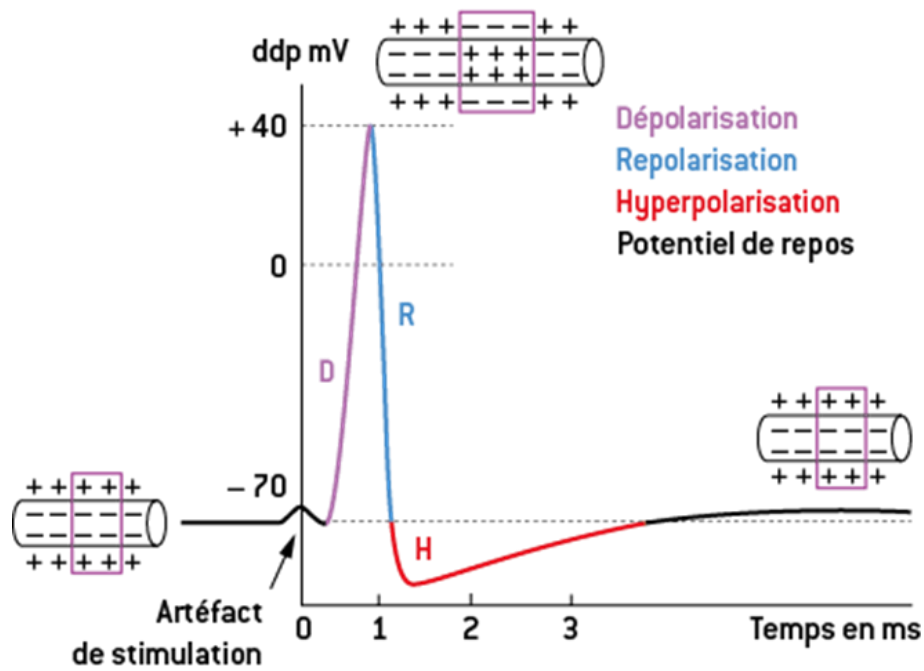 + + + − − − + +
ddp mV
− − − + + + − −
− − − + + + − −
+ + + − − − + +
+ 40
Dépolarisation
Repolarisation
Hyperpolarisation
Potentiel de repos
0
R
D
+ + + + +
− − − − −
− − − − −
+ + + + +
− 70
+ + + + +
− − − − −
− − − − −
+ + + + +
H
Artéfact
de stimulation
0 1 2 3 Temps en ms